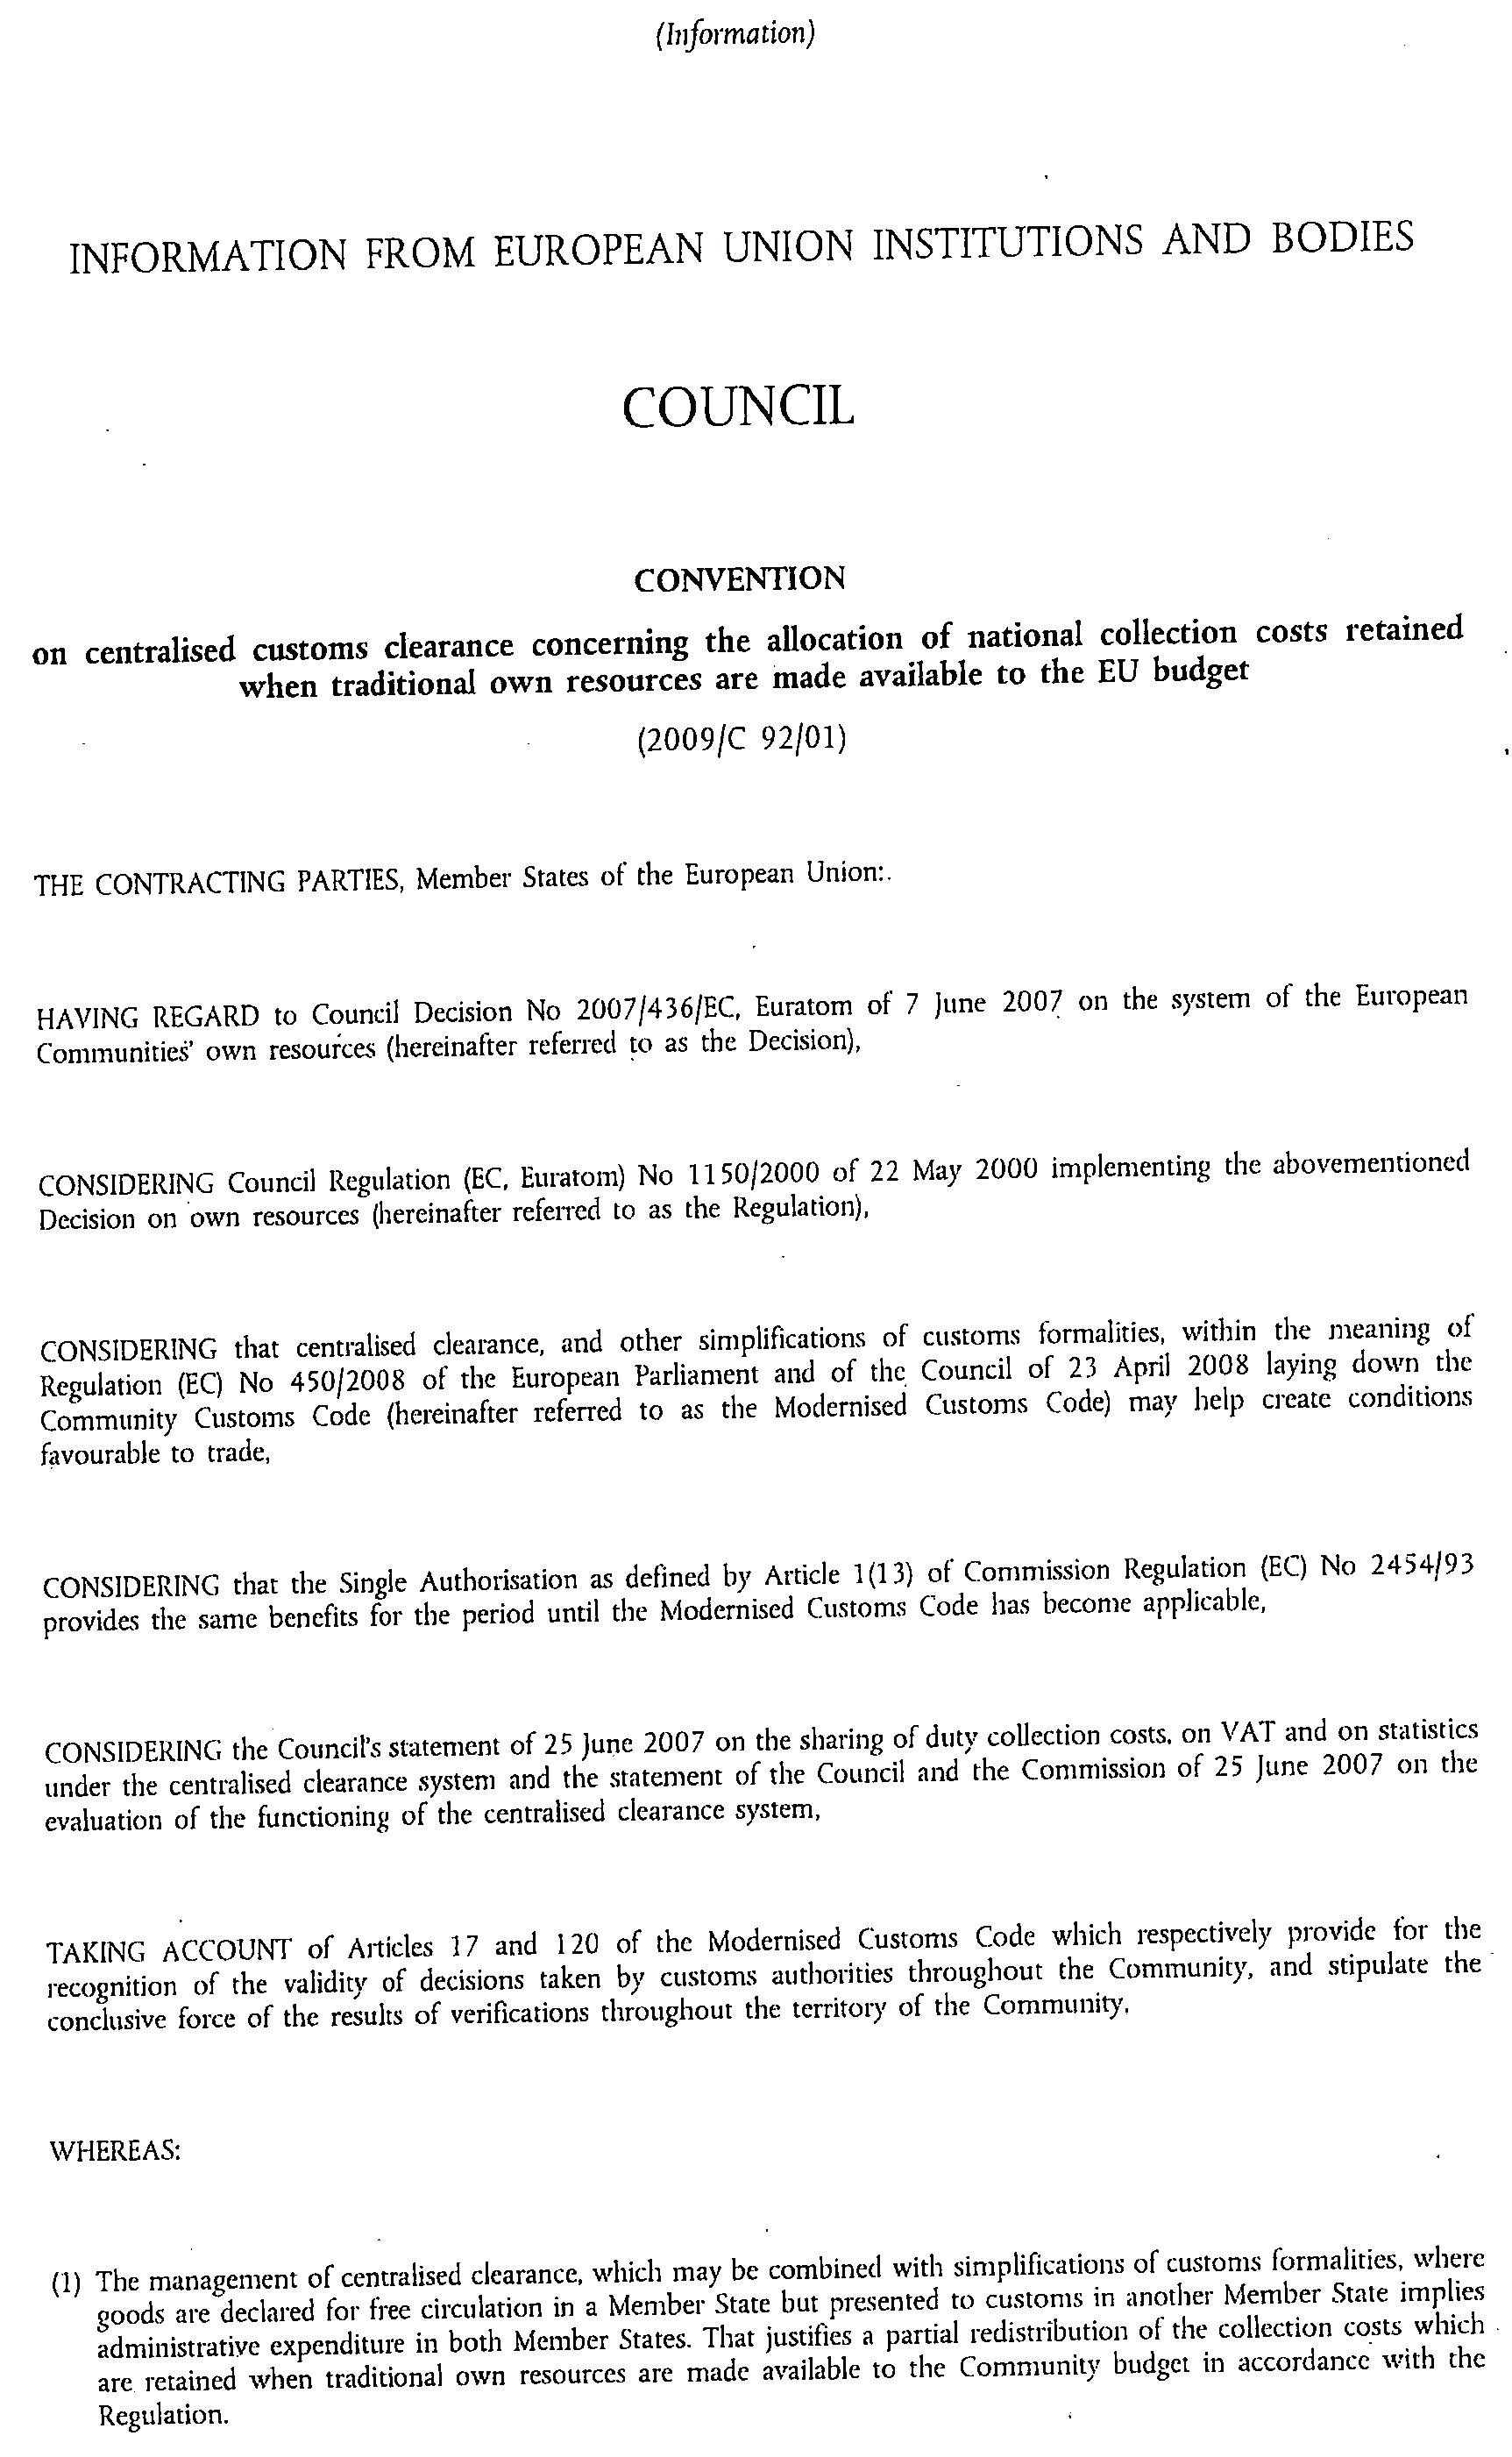 (Information)
INFORMATION FROM EUROPEAN UNION INSTITUTIONS AND BODIES
COUNCIL
CONVENTION
on centralised customs clearance concerning the allocation of national collection costs retained
when traditional own resources are made available to the EU budget
(2009/C 92/01)
THE CONTRACTING PARTIES, Member States of the European Union:
HAVING REGARD to Council Decision No 2007/436/EC, Euratom of 7 June 2007 on the system of the European
Communities' own resources (hereinafter referred to as the Decision),
CONSIDERING Council Regulation (EC, Euratom) No 1150/2000 of 22 May 2000 implementing the abovementioned
Decision on own resources (hereinafter referred to as the Regulation),
CONSIDERING that centralised clearance, and other simplifications of customs formalities, within the meaning of
Regulation (EC) No 450/2008 of the European Parliament and of the Council of 23 April 2008 laying down the
Community Customs Code (hereinafter referred to as the Modernised Customs Code) may help create conditions
favourable to trade,
CONSIDERING that the Single Authorisation as defined by Article 1(13) of Commission Regulation (EC) No 2454/93
provides the same benefits for the period until the Modernised Customs Code has become applicable,
CONSIDERING the Council's statement of 25 June 2007 on the sharing of duty collection costs, on VAT and on statistics
under the centralised clearance system and the statement of the Council and the Commission of 25 June 2007 on the
evaluation of the functioning of the centralised clearance system,
TAKING ACCOUNT of Articles 17 and 120 of the Modernised Customs Code which respectively provide for the
recognition of the validity of decisions taken by customs authorities throughout the Community, and stipulate the
conclusive force of the results of verifications throughout the territory of the Community,
WHEREAS:
(1) The management of centralised clearance, which may be combined with simplifications of customs formalities, where
goods are declared for free circulation in a Member State but presented to customs in another Member State implies
administrative expenditure in both Member States. That justifies a partial redistribution of the collection costs which
are retained when traditional own resources are made available to the Community budget in accordance with the
Regulation.